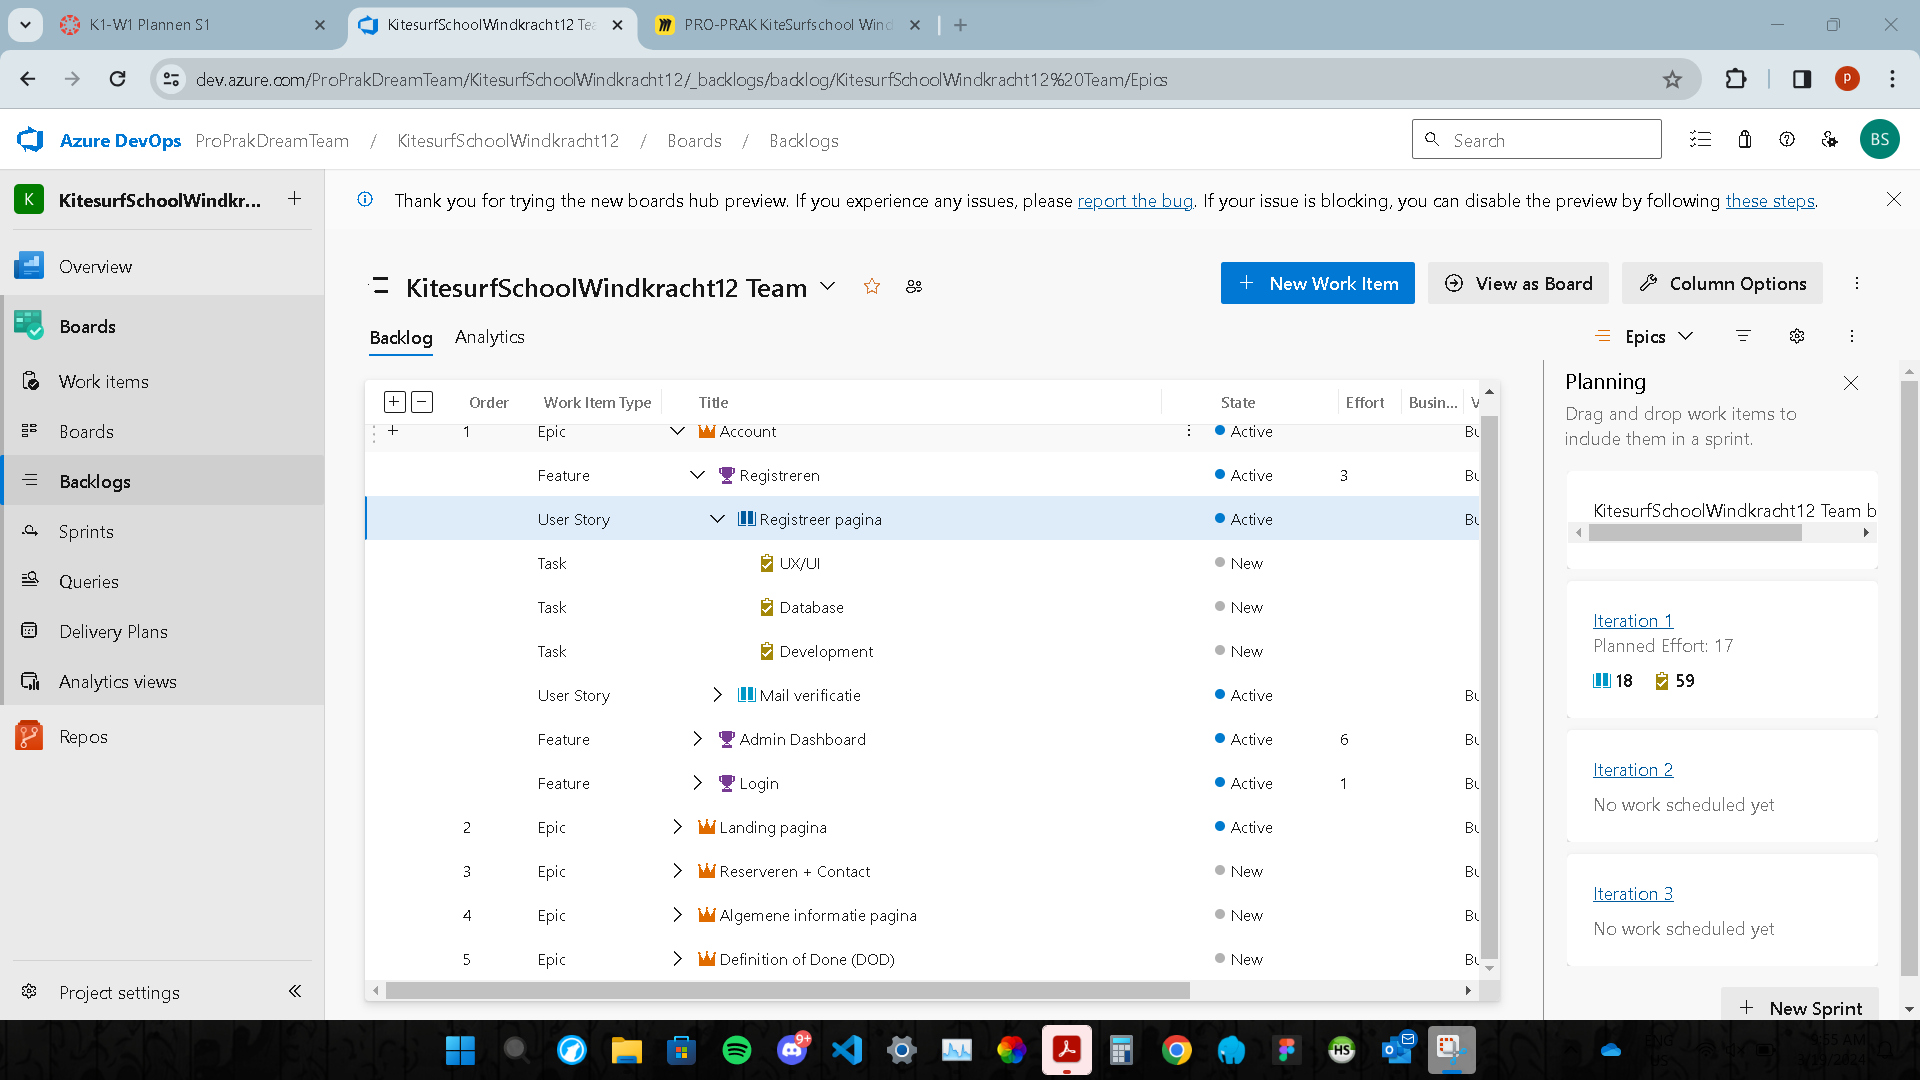 K1-W1 Plannen S1
KitesurfSchoolWindkracht12 Te
PRO-PRAK KiteSurfschool Wind
dev.azure.com/ProPrakDreamTeam/KitesurfSchoolWindkracht12/_backlogs/backlog/KitesurfSchoolWindkracht12%20Team/Epics
P
Azure DevOps ProPrakDreamTeam / KitesurfSchoolWindkracht12 / Boards / Backlogs
Search
BS
K KitesurfSchoolWindkr...
Thank you for trying the new boards hub preview. If you experience any issues, please report the bug. If your issue is blocking, you can disable the preview by following these steps.
Overview
Boards
Work items
Boards
Backlogs
Sprints
Queries
Delivery Plans
Analytics views
Repos
Project settings
KitesurfSchoolWindkracht12 Team
New Work Item
View as Board
Column Options
Backlog Analytics
Epics
Order Work Item Type Title State Effort Busin... V
1 Epic Account Active Bu
Feature Registreren Active 3 Bu
User Story Registreer pagina Active Bu
Task UX/UI New
Task Database New
Task Development New
User Story Mail verificatie Active Bu
Feature Admin Dashboard Active 6 Bu
Feature Login Active 1 Bu
2 Epic Landing pagina Active Bu
3 Epic Reserveren + Contact New Bu
4 Epic Algemene informatie pagina New Bu
5 Epic Definition of Done (DOD) New Bu
Planning
Drag and drop work items to
include them in a sprint.
KitesurfSchoolWindkracht12 Team b
Iteration 1
Planned Effort: 17
18 59
Iteration 2
No work scheduled yet
Iteration 3
No work scheduled yet
New Sprint
9+
HS
ENG